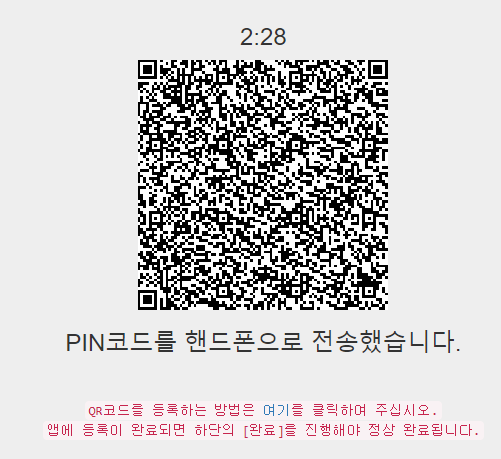 2:28
PIN코드를 핸드폰으로 전송했습니다.
QR코드를 등록하는 방법은 여기를 클릭하여 주십시오.
앱에 등록이 완료되면 하단의 [완료]를 진행해야 정상 완료됩니다.